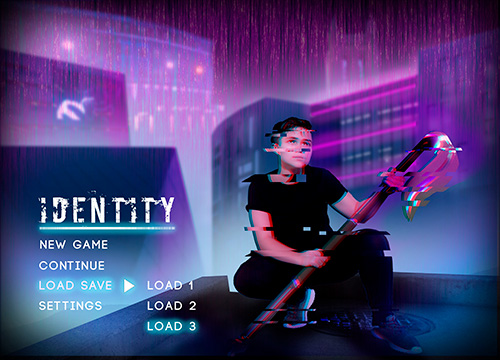 IDENTITY
NEW GAME
CONTINUE
LOAD SAVE ▶ LOAD 1
SETTINGS LOAD 2
LOAD 3